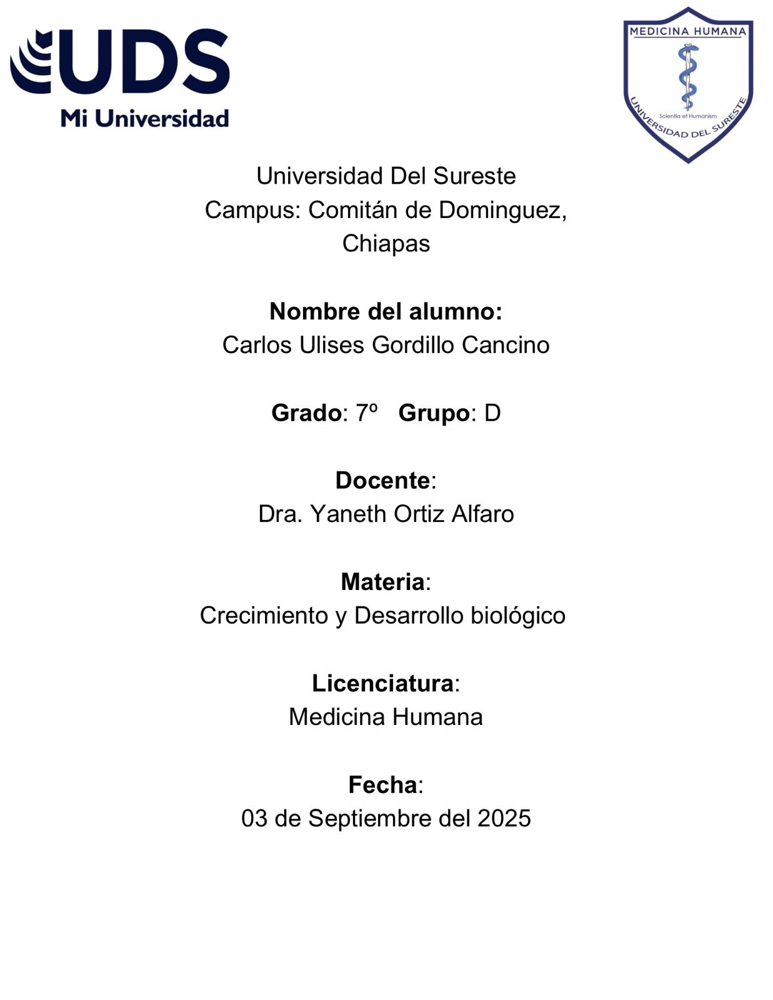 UDS
Mi Universidad
MEDICINA HUMANA
Scientia et Humanism
UNIVERSIDAD DEL SURESTE
Universidad Del Sureste
Campus: Comitán de Dominguez,
Chiapas
Nombre del alumno:
Carlos Ulises Gordillo Cancino
Grado: 7º Grupo: D
Docente:
Dra. Yaneth Ortiz Alfaro
Materia:
Crecimiento y Desarrollo biológico
Licenciatura:
Medicina Humana
Fecha:
03 de Septiembre del 2025